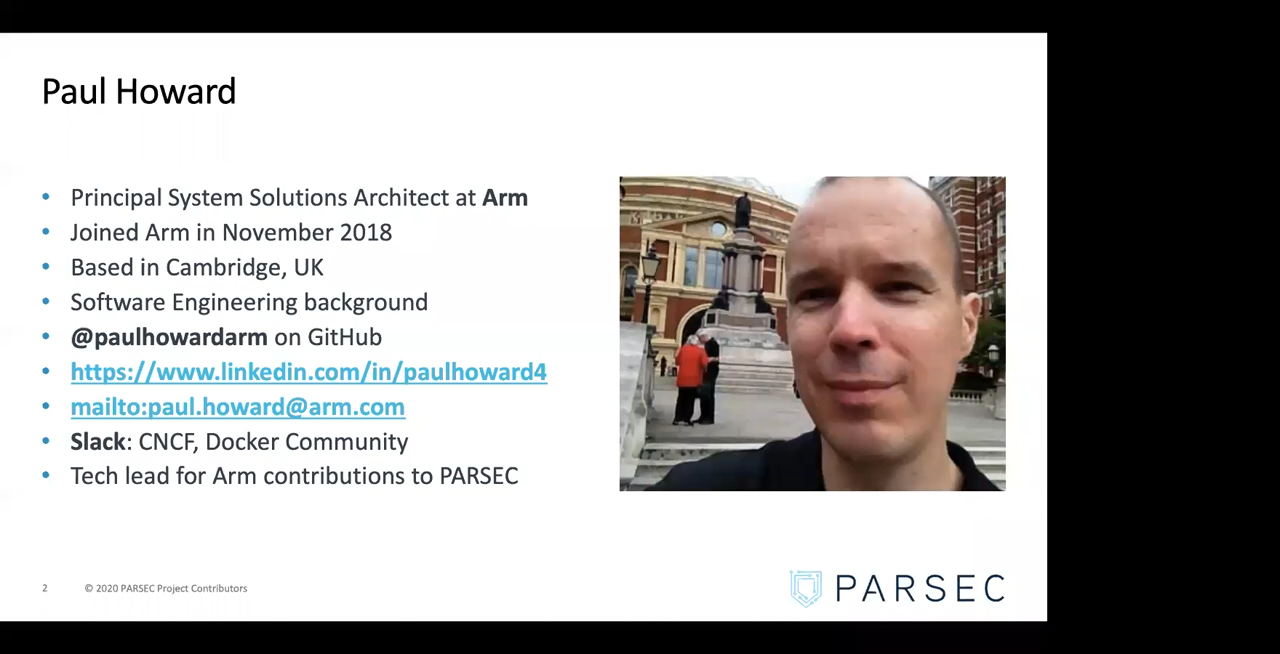 Paul Howard
• Principal System Solutions Architect at Arm
• Joined Arm in November 2018
• Based in Cambridge, UK
• Software Engineering background
• @paulhowardarm on GitHub
• https://www.linkedin.com/in/paulhoward4
• mailto:paul.howard@arm.com
• Slack: CNCF, Docker Community
• Tech lead for Arm contributions to PARSEC
2 © 2020 PARSEC Project Contributors
PARSEC